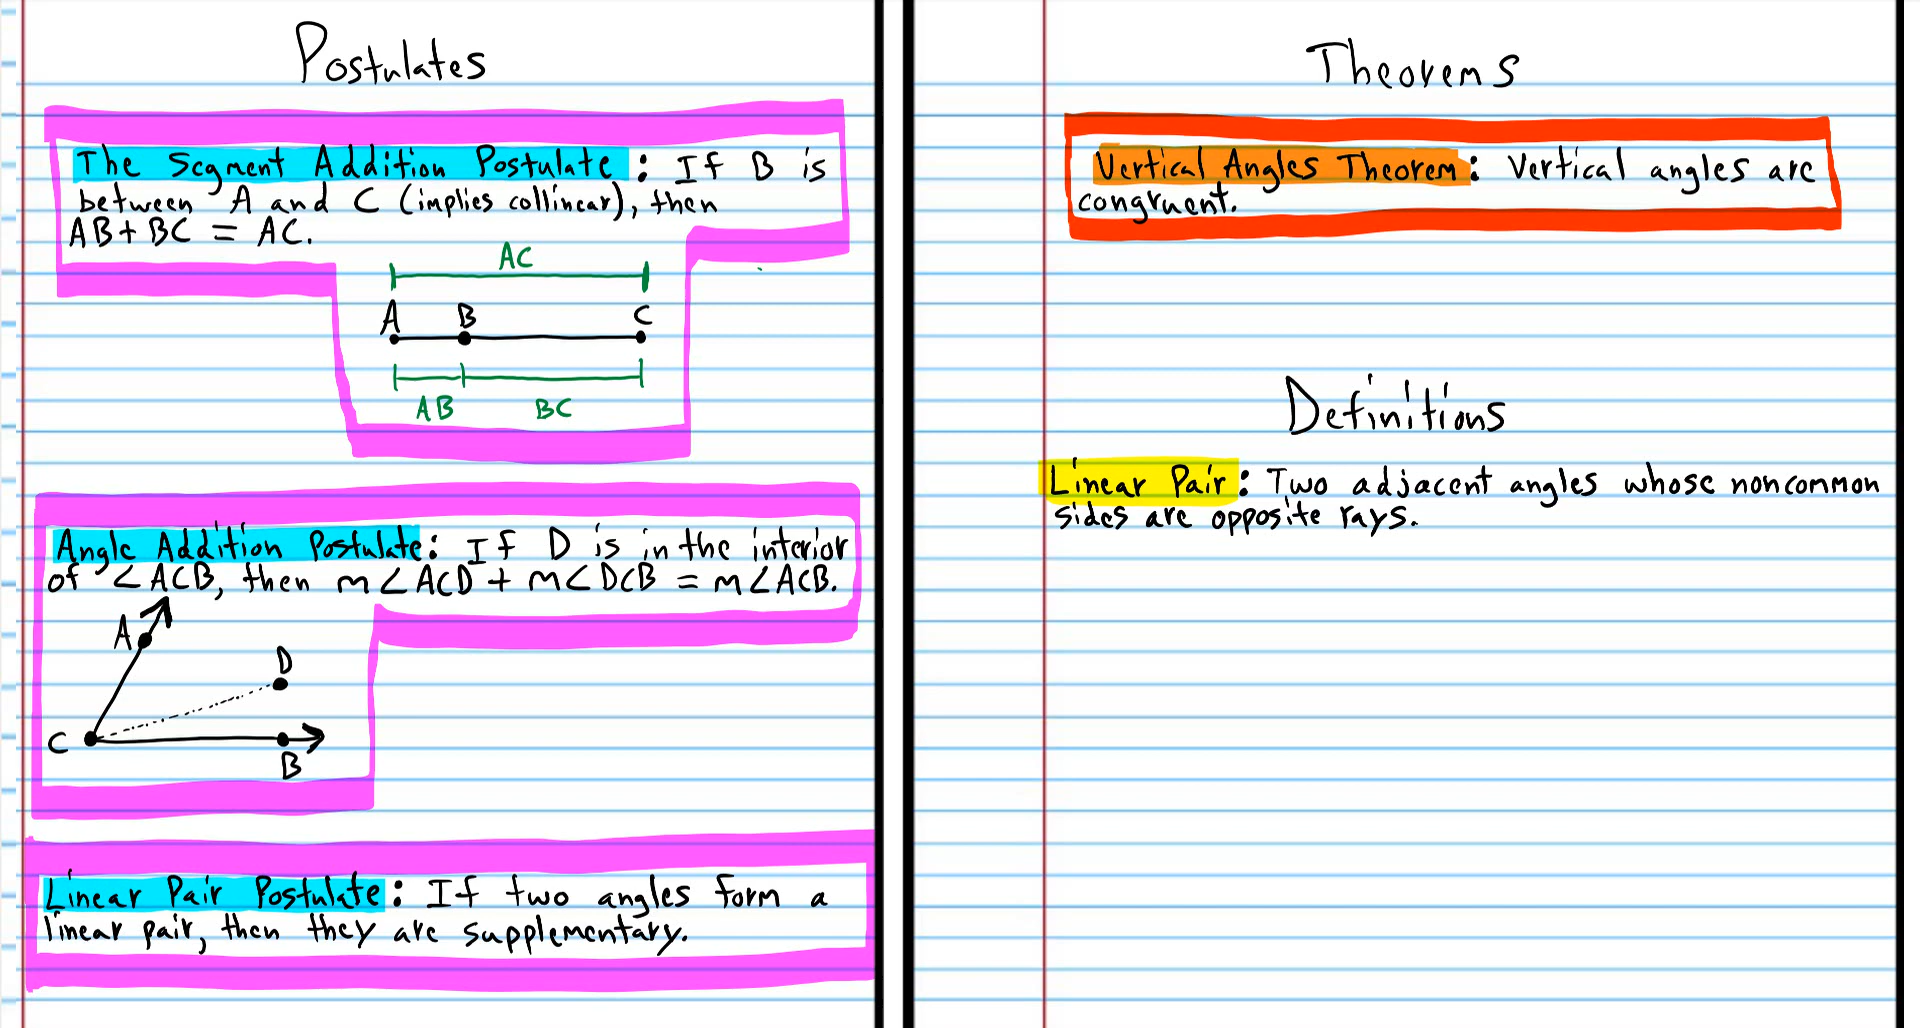 Postulates
The Segment Addition Postulate: If B is
between A and C (implies collinear), then
AB+BC = AC.
AC
A B C
AB BC
Angle Addition Postulate: If D is in the interior
of ∠ACB, then m∠ACD + m∠DCB = m∠ACB.
A
D
C
B
Linear Pair Postulate: If two angles form a
linear pair, then they are supplementary.
Theorems
Vertical Angles Theorem: Vertical angles are
congruent.
Definitions
Linear Pair: Two adjacent angles whose noncommon
sides are opposite rays.